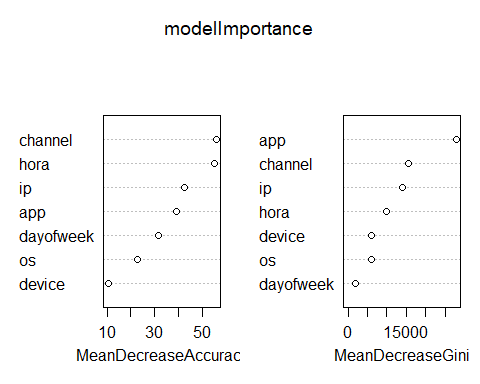 modelImportance
channel
hora
ip
app
dayofweek
os
device
10 30 50
MeanDecreaseAccurac
app
channel
ip
hora
device
os
dayofweek
0 15000
MeanDecreaseGini